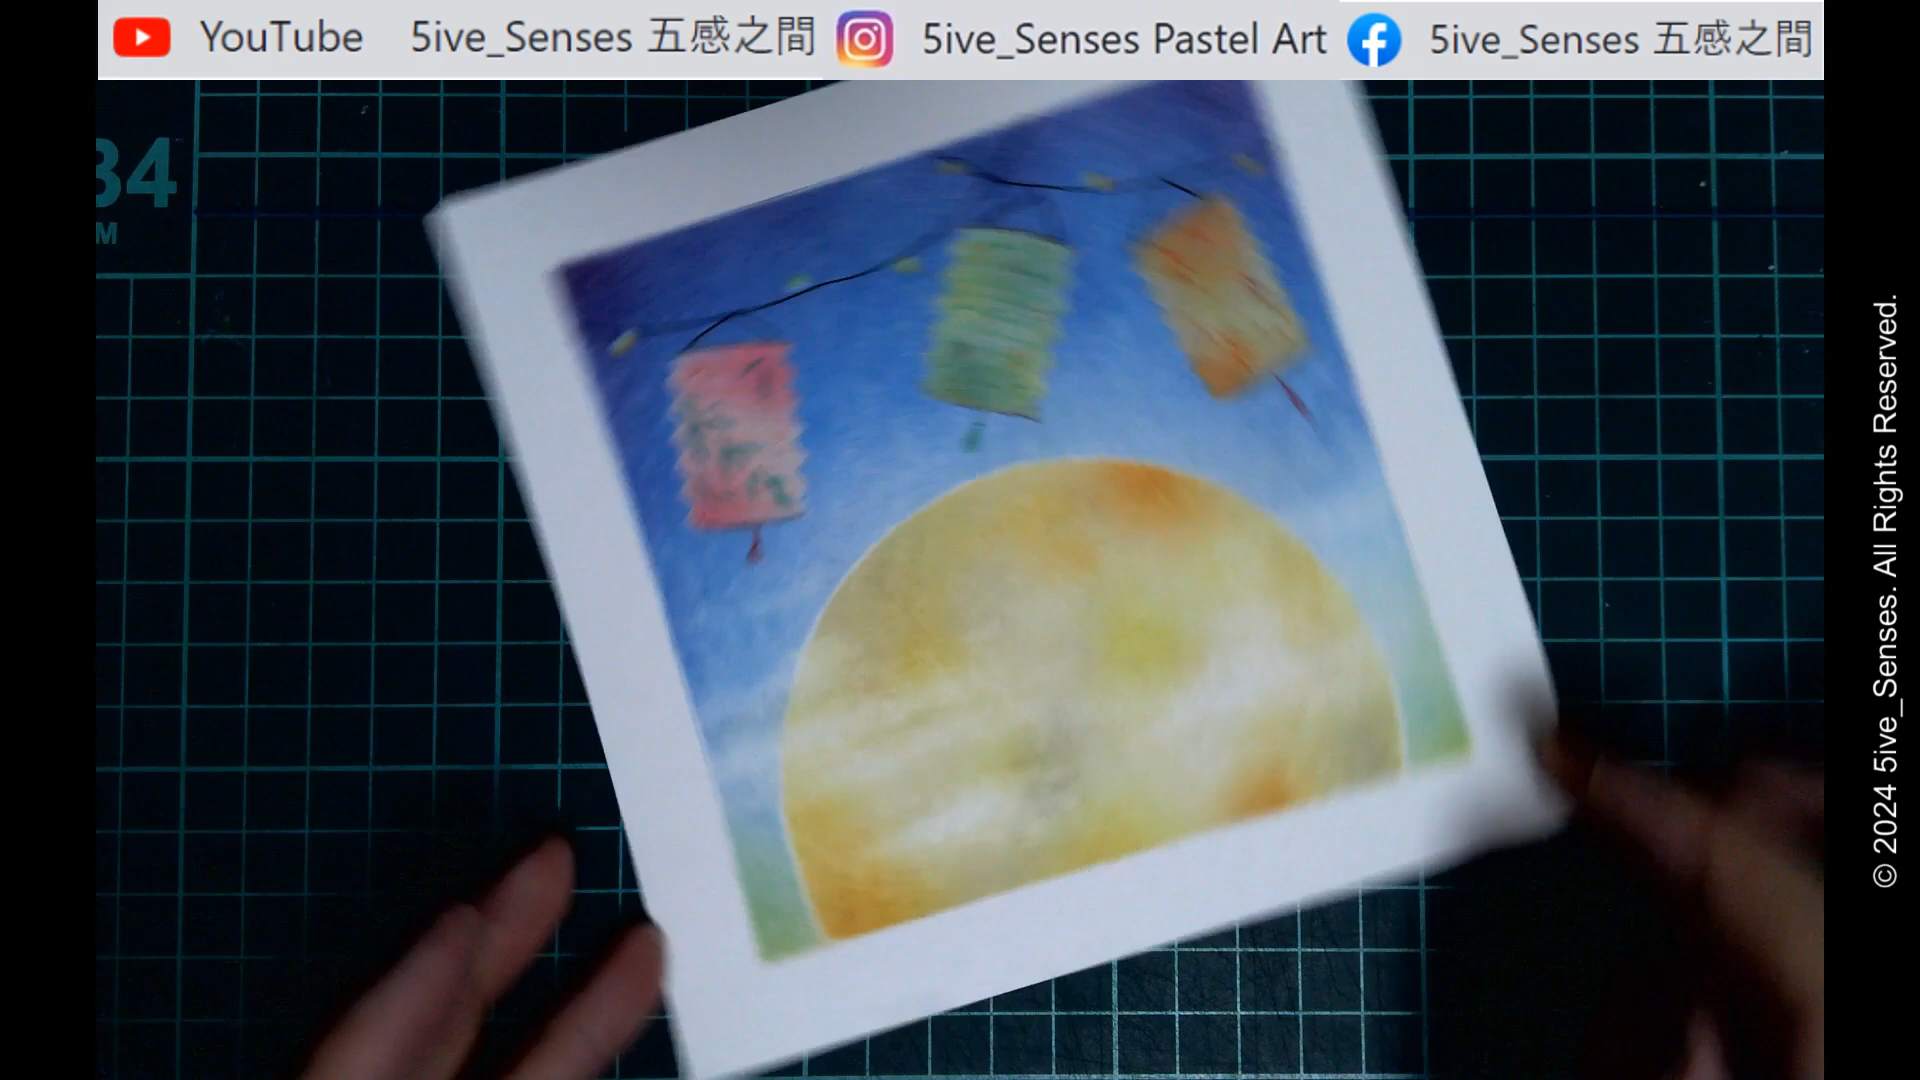 YouTube 5ive_Senses 五感之間 5ive_Senses Pastel Art 5ive_Senses 五感之間
34
M
© 2024 5ive_Senses. All Rights Reserved.